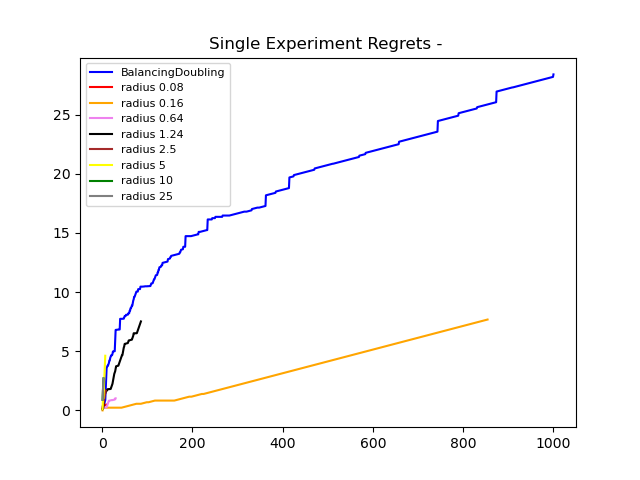 Single Experiment Regrets -
BalancingDoubling
radius 0.08
radius 0.16
radius 0.64
radius 1.24
radius 2.5
radius 5
radius 10
radius 25
25
20
15
10
5
0
0 200 400 600 800 1000